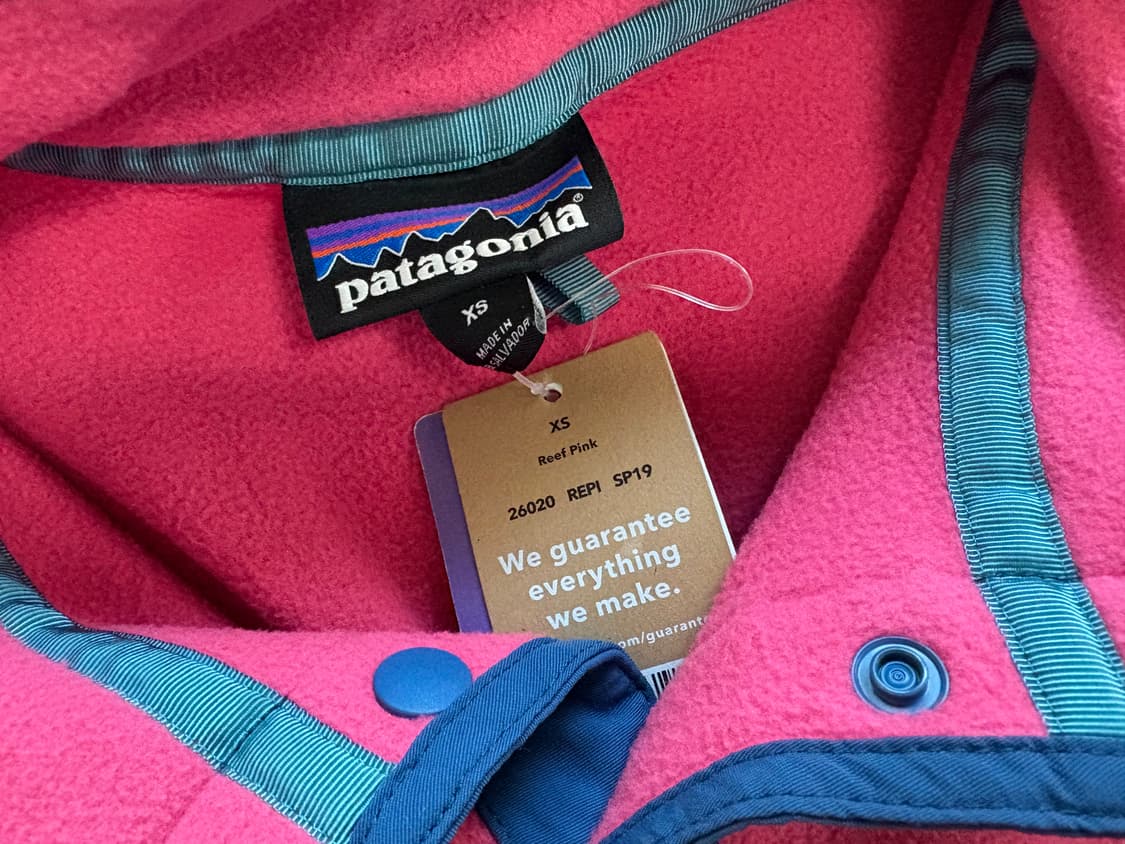 patagonia®
XS
MADE IN
SALVADOR
XS
Reef Pink
26020 REPI SP19
We guarantee
everything
we make.